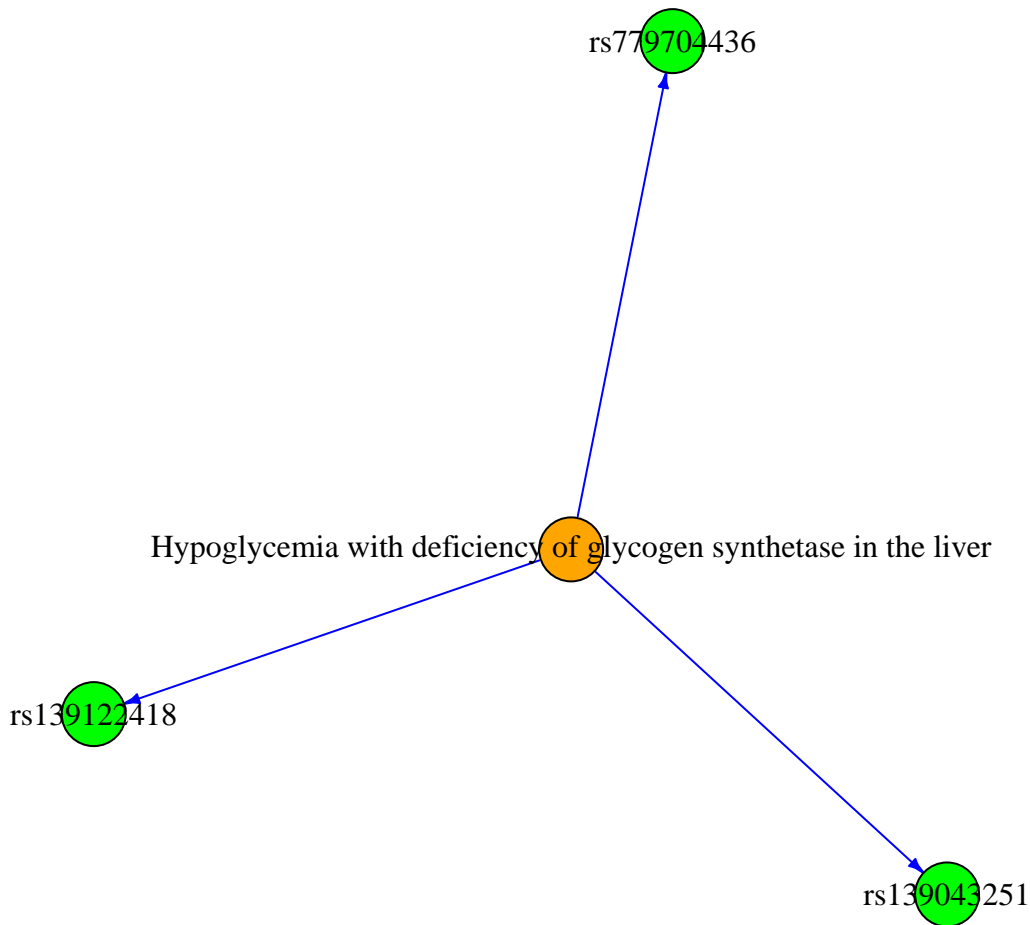 rs779704436
Hypoglycemia with deficiency of glycogen synthetase in the liver
rs139122418
rs139043251